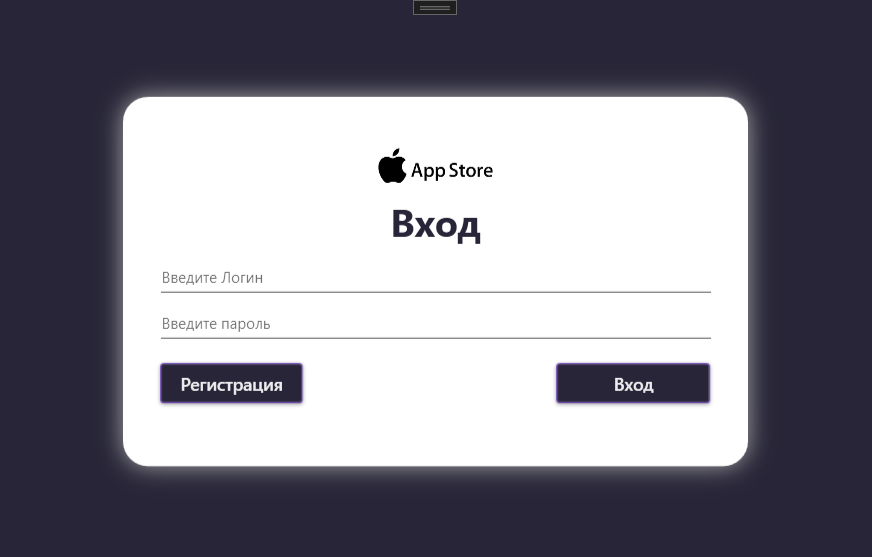 App Store
Вход
Введите Логин
Введите пароль
Регистрация
Вход